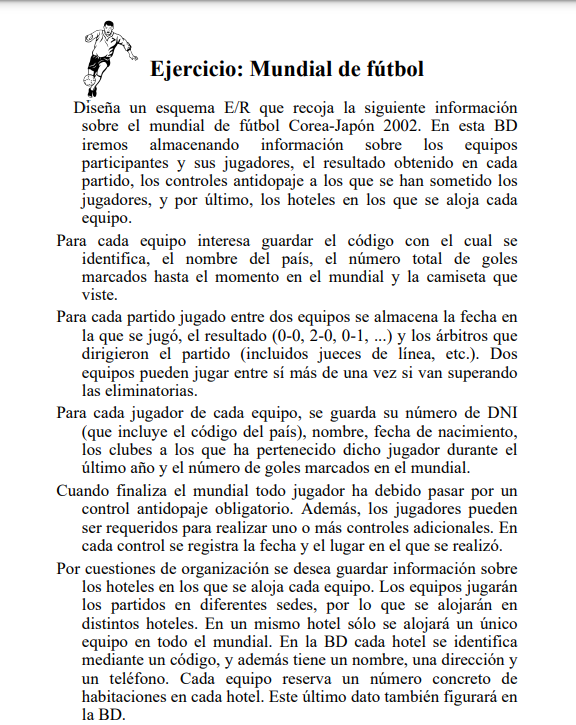 Ejercicio: Mundial de fútbol
Diseña un esquema E/R que recoja la siguiente información
sobre el mundial de fútbol Corea-Japón 2002. En esta BD
iremos almacenando información sobre los equipos
participantes y sus jugadores, el resultado obtenido en cada
partido, los controles antidopaje a los que se han sometido los
jugadores, y por último, los hoteles en los que se aloja cada
equipo.
Para cada equipo interesa guardar el código con el cual se
identifica, el nombre del país, el número total de goles
marcados hasta el momento en el mundial y la camiseta que
viste.
Para cada partido jugado entre dos equipos se almacena la fecha en
la que se jugó, el resultado (0-0, 2-0, 0-1, ...) y los árbitros que
dirigieron el partido (incluidos jueces de línea, etc.). Dos
equipos pueden jugar entre sí más de una vez si van superando
las eliminatorias.
Para cada jugador de cada equipo, se guarda su número de DNI
(que incluye el código del país), nombre, fecha de nacimiento,
los clubes a los que ha pertenecido dicho jugador durante el
último año y el número de goles marcados en el mundial.
Cuando finaliza el mundial todo jugador ha debido pasar por un
control antidopaje obligatorio. Además, los jugadores pueden
ser requeridos para realizar uno o más controles adicionales. En
cada control se registra la fecha y el lugar en el que se realizó.
Por cuestiones de organización se desea guardar información sobre
los hoteles en los que se aloja cada equipo. Los equipos jugarán
los partidos en diferentes sedes, por lo que se alojarán en
distintos hoteles. En un mismo hotel sólo se alojará un único
equipo en todo el mundial. En la BD cada hotel se identifica
mediante un código, y además tiene un nombre, una dirección y
un teléfono. Cada equipo reserva un número concreto de
habitaciones en cada hotel. Este último dato también figurará en
la BD.